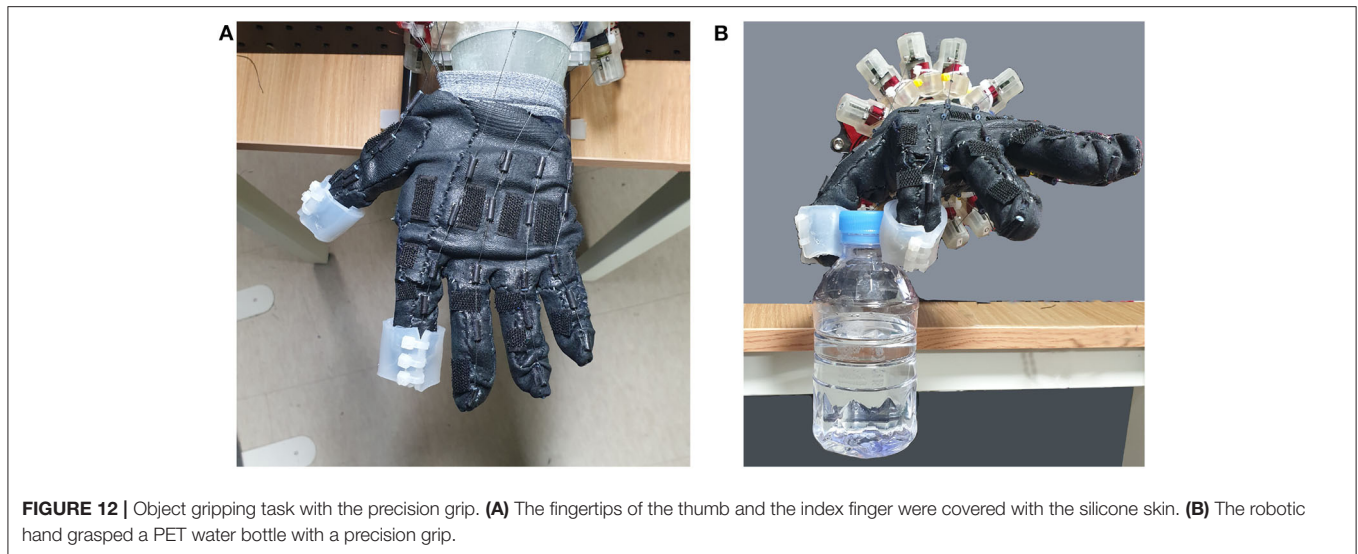 A
B
FIGURE 12 | Object gripping task with the precision grip. (A) The fingertips of the thumb and the index finger were covered with the silicone skin. (B) The robotic
hand grasped a PET water bottle with a precision grip.